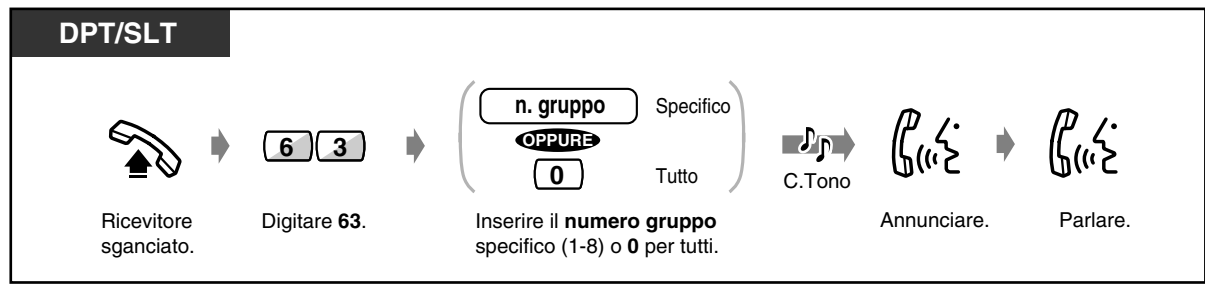 DPT/SLT
n. gruppo Specifico
OPPURE
6 3
0 Tutto
C.Tono
Ricevitore sganciato.
Digitare 63.
Inserire il numero gruppo
specifico (1-8) o 0 per tutti.
Annunciare.
Parlare.